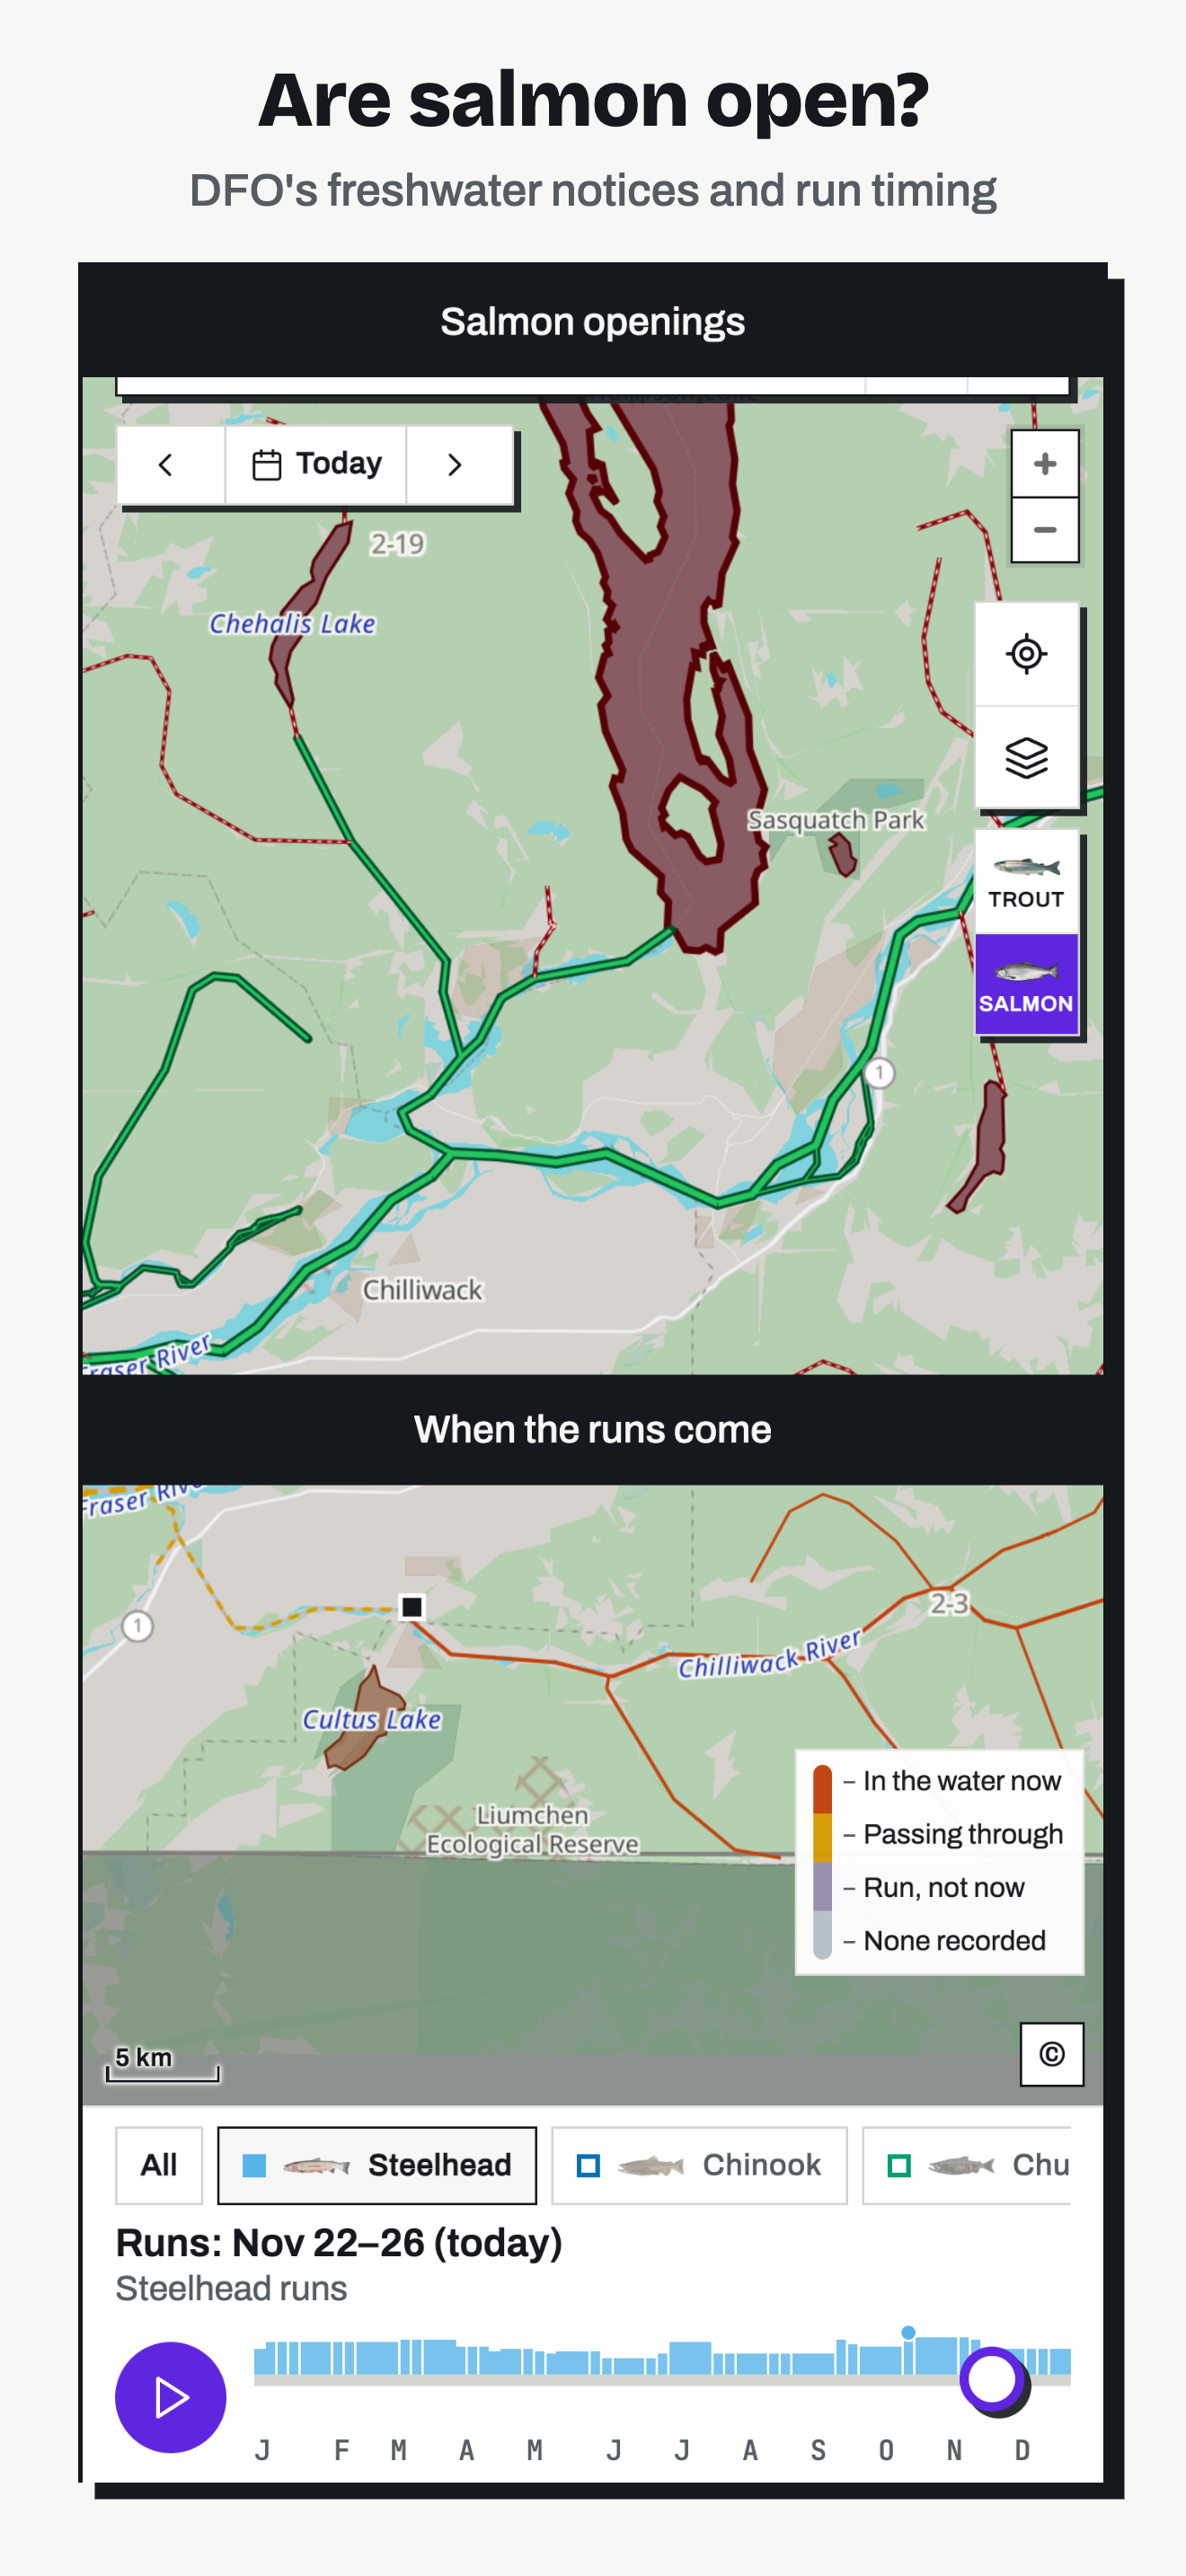 Are salmon open?
DFO's freshwater notices and run timing
Salmon openings
Today
2-19
Chehalis Lake
Sasquatch Park
TROUT
SALMON
1
Chilliwack
Fraser River
When the runs come
Fraser
1
2-3
Chilliwack River
Cultus Lake
Liumchen
Ecological Reserve
– In the water now
– Passing through
– Run, not now
– None recorded
5 km
©
All
Steelhead
Chinook
Chu
Runs: Nov 22–26 (today)
Steelhead runs
J F M A M J J A S O N D